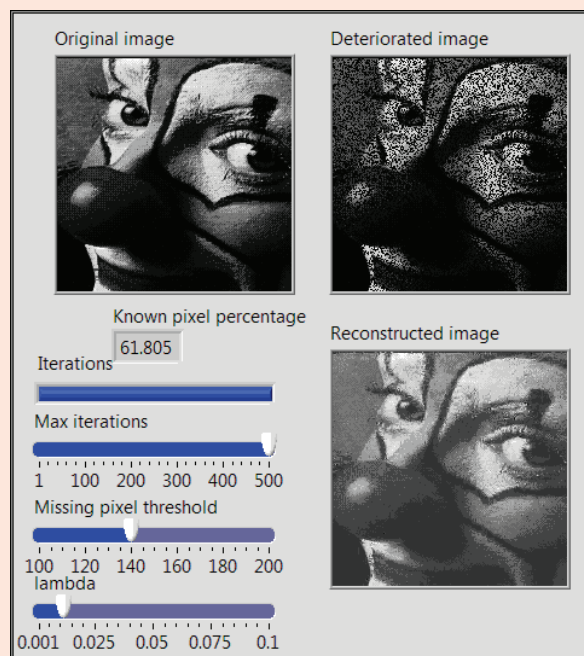 Original image
Deteriorated image
Known pixel percentage
61.805
Reconstructed image
Iterations
Max iterations
1 100 200 300 400 500
Missing pixel threshold
100 120 140 160 180 200
lambda
0.001 0.025 0.05 0.075 0.1